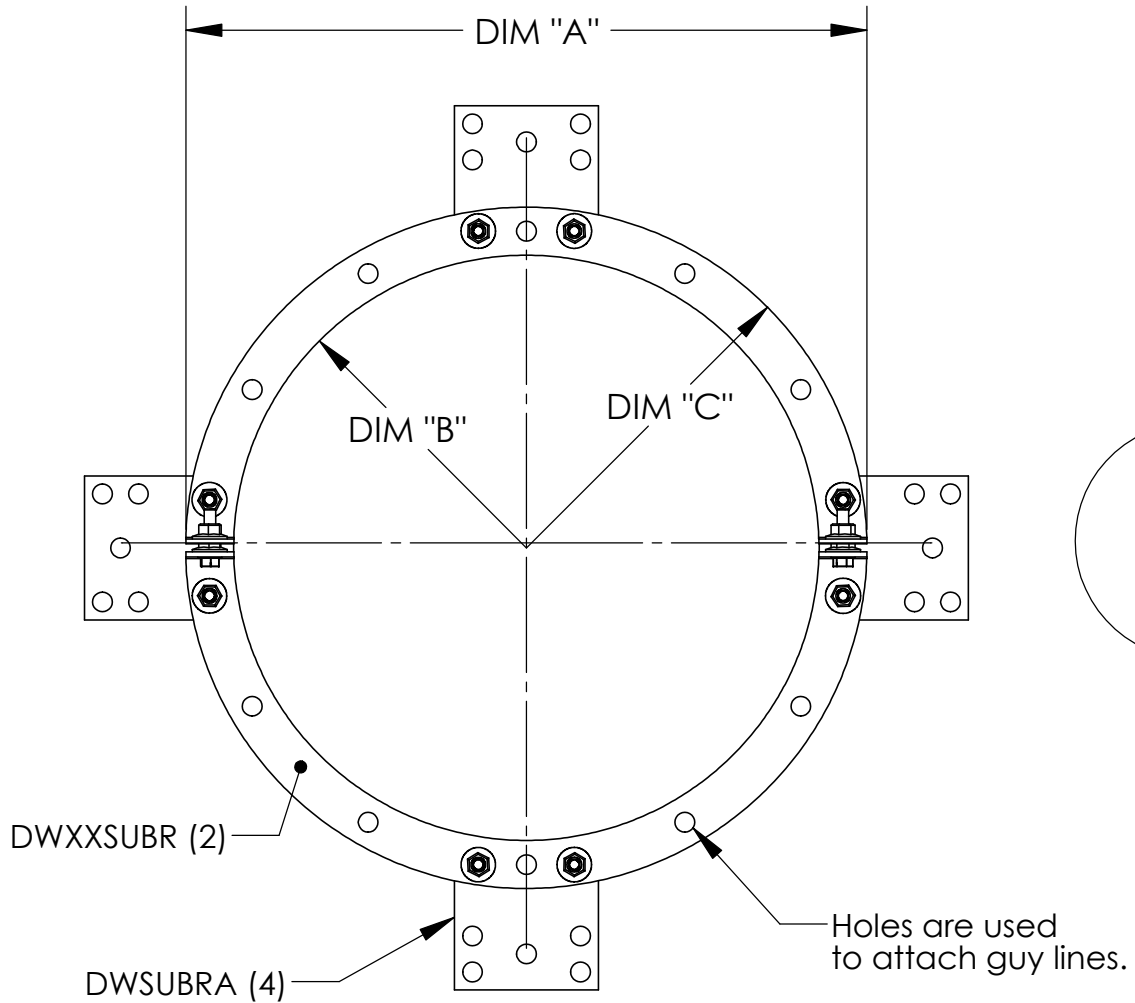 DIM "A"
DIM "B"
DIM "C"
DWXXSUBR (2)
DWSUBRA (4)
Holes are used
to attach guy lines.